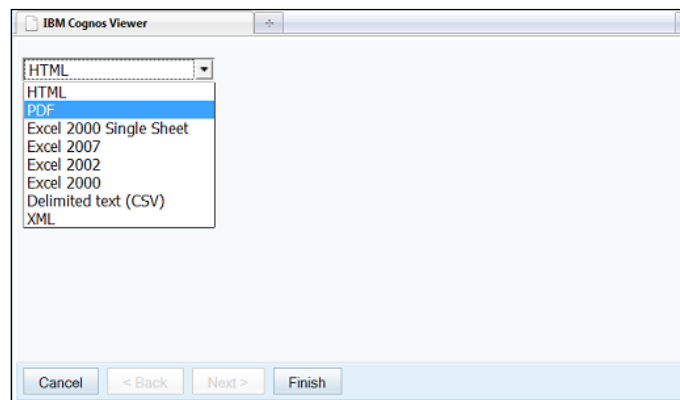 IBM Cognos Viewer
HTML
HTML
PDF
Excel 2000 Single Sheet
Excel 2007
Excel 2002
Excel 2000
Delimited text (CSV)
XML
Cancel < Back Next > Finish